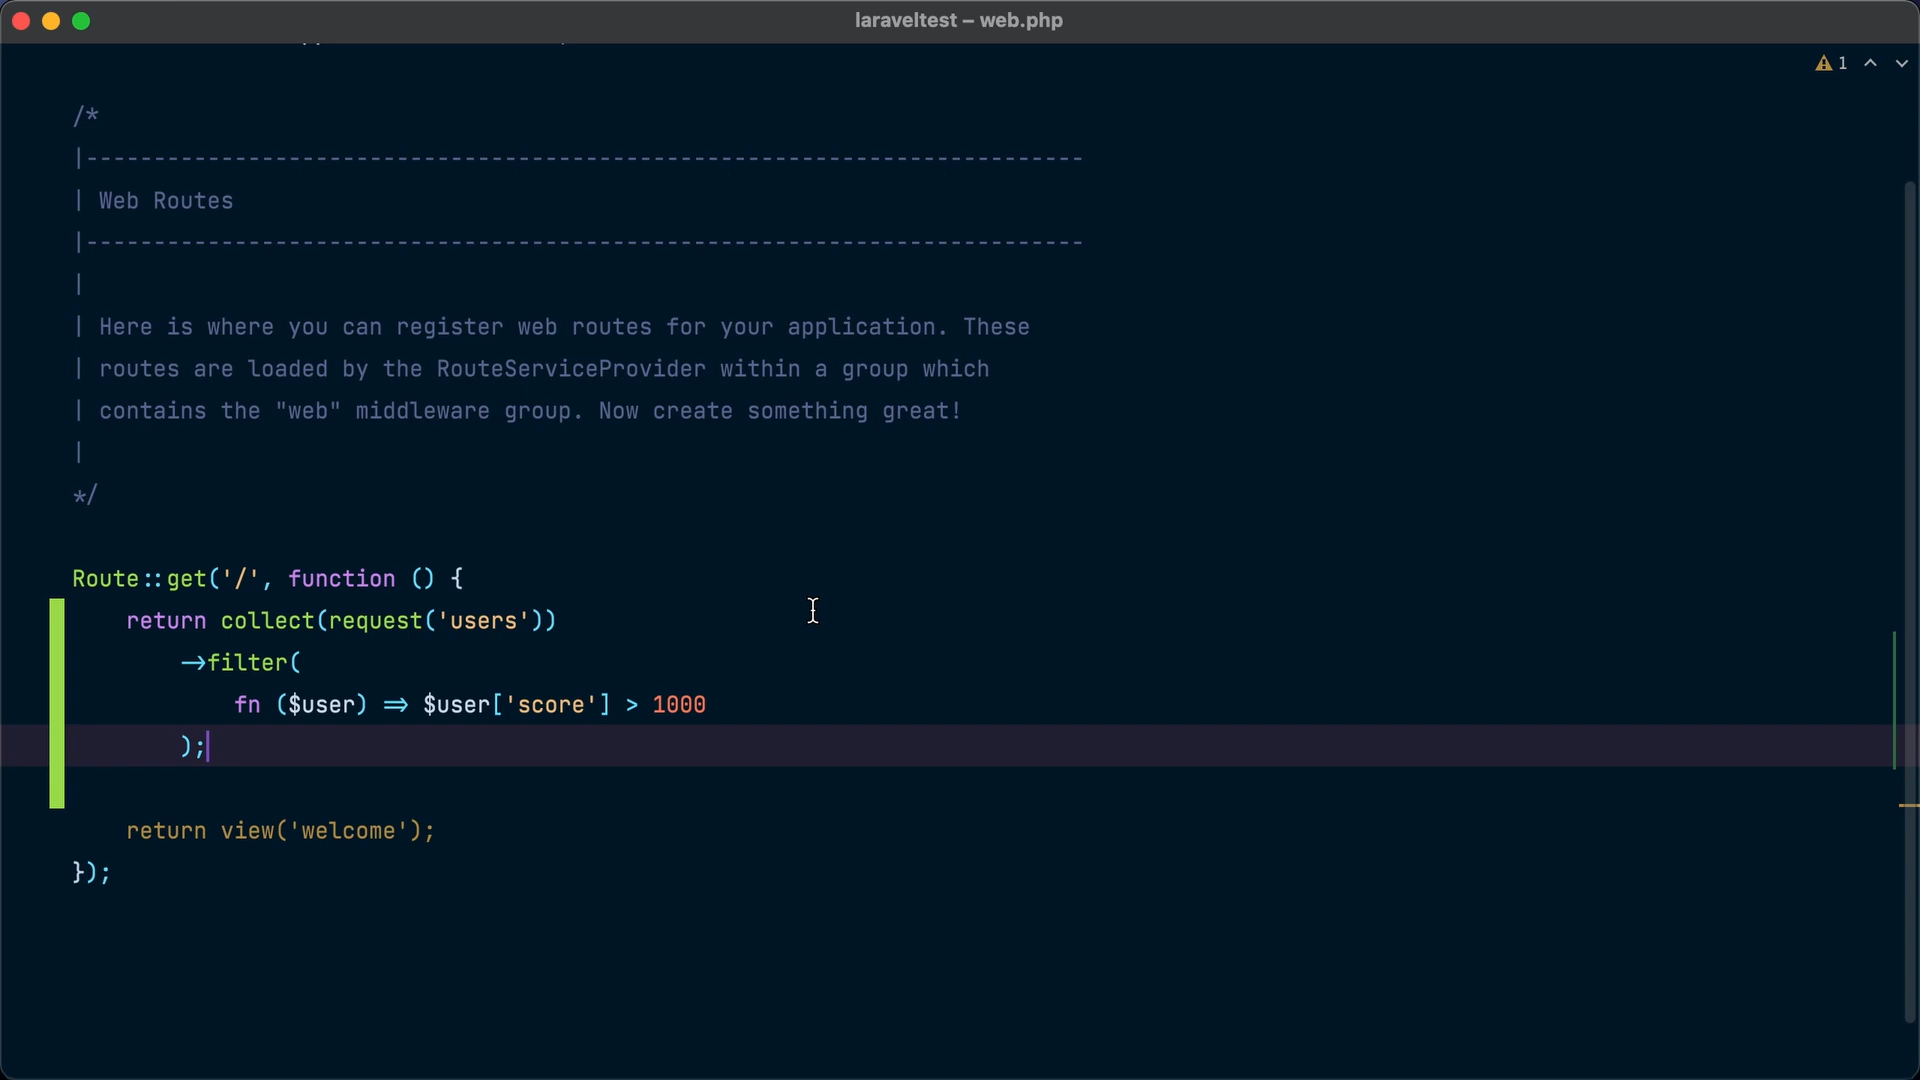 laraveltest – web.php
1
/*
|--------------------------------------------------------------------------
| Web Routes
|--------------------------------------------------------------------------
|
| Here is where you can register web routes for your application. These
| routes are loaded by the RouteServiceProvider within a group which
| contains the "web" middleware group. Now create something great!
|
*/
Route::get('/', function () {
    return collect(request('users'))
        ->filter(
            fn ($user) => $user['score'] > 1000
        );
    return view('welcome');
});